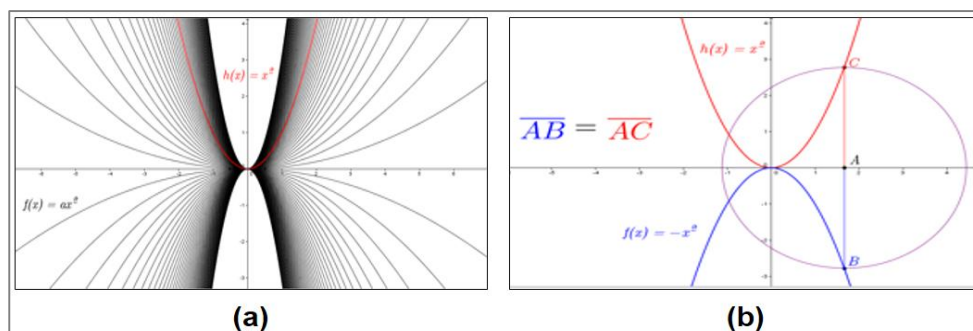 h(x) = x²
f(x) = ax²
(a)
h(x) = x²
C
AB = AC
A
f(x) = −x²
B
(b)